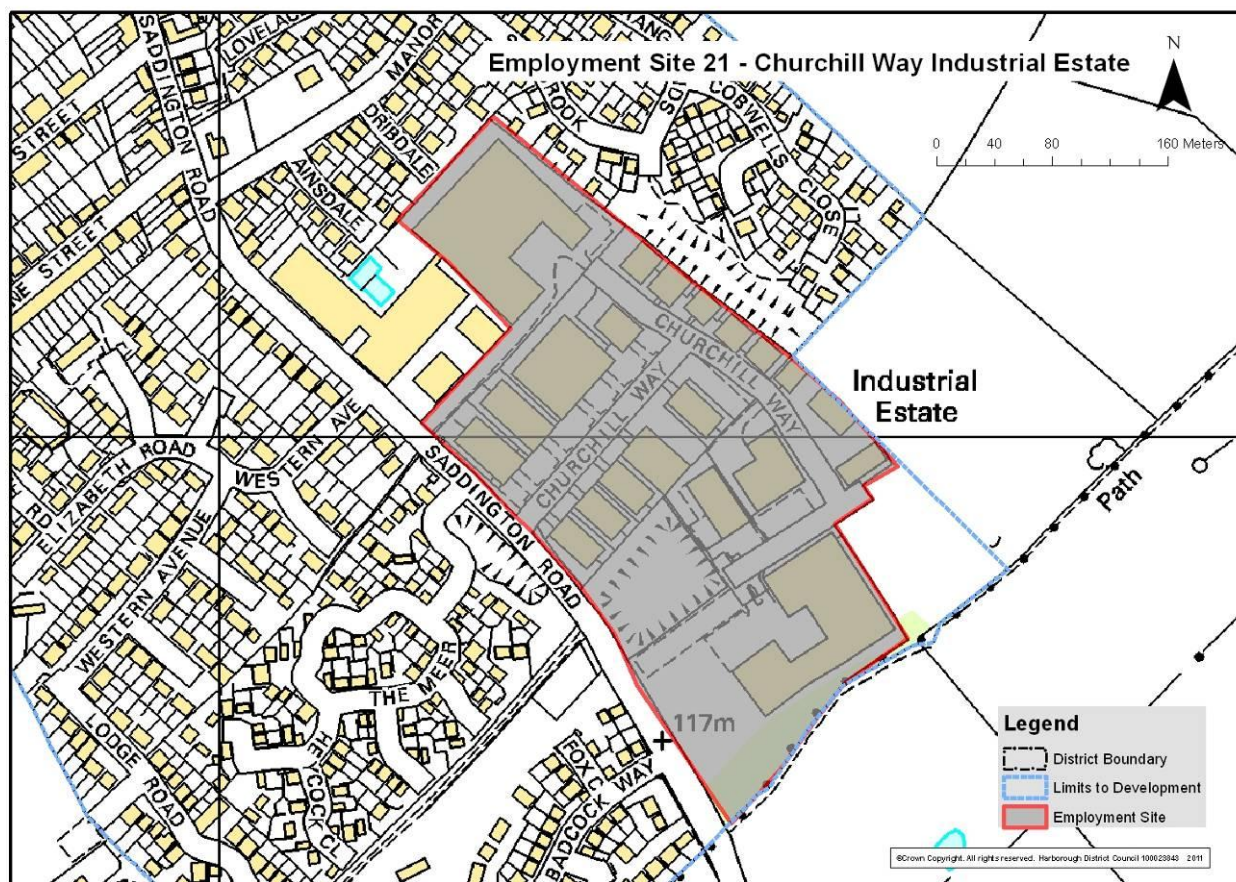 Employment Site 21 - Churchill Way Industrial Estate
N
0 40 80 160 Meters
SADDINGTON ROAD
MANOR
STREET
DRIBDALE
AINSDALE
COBWELLS CLOSE
CHURCHILL WAY
CHURCHILL WAY
Industrial
Estate
SADDINGTON ROAD
WESTERN AVE
ELIZABETH ROAD
RD
WESTERN AVENUE
Path
THE MEER
LODGE ROAD
117m
BADCOCK WAY
Legend
District Boundary
Limits to Development
Employment Site
©Crown Copyright. All rights reserved. Harborough District Council 100023843 2011